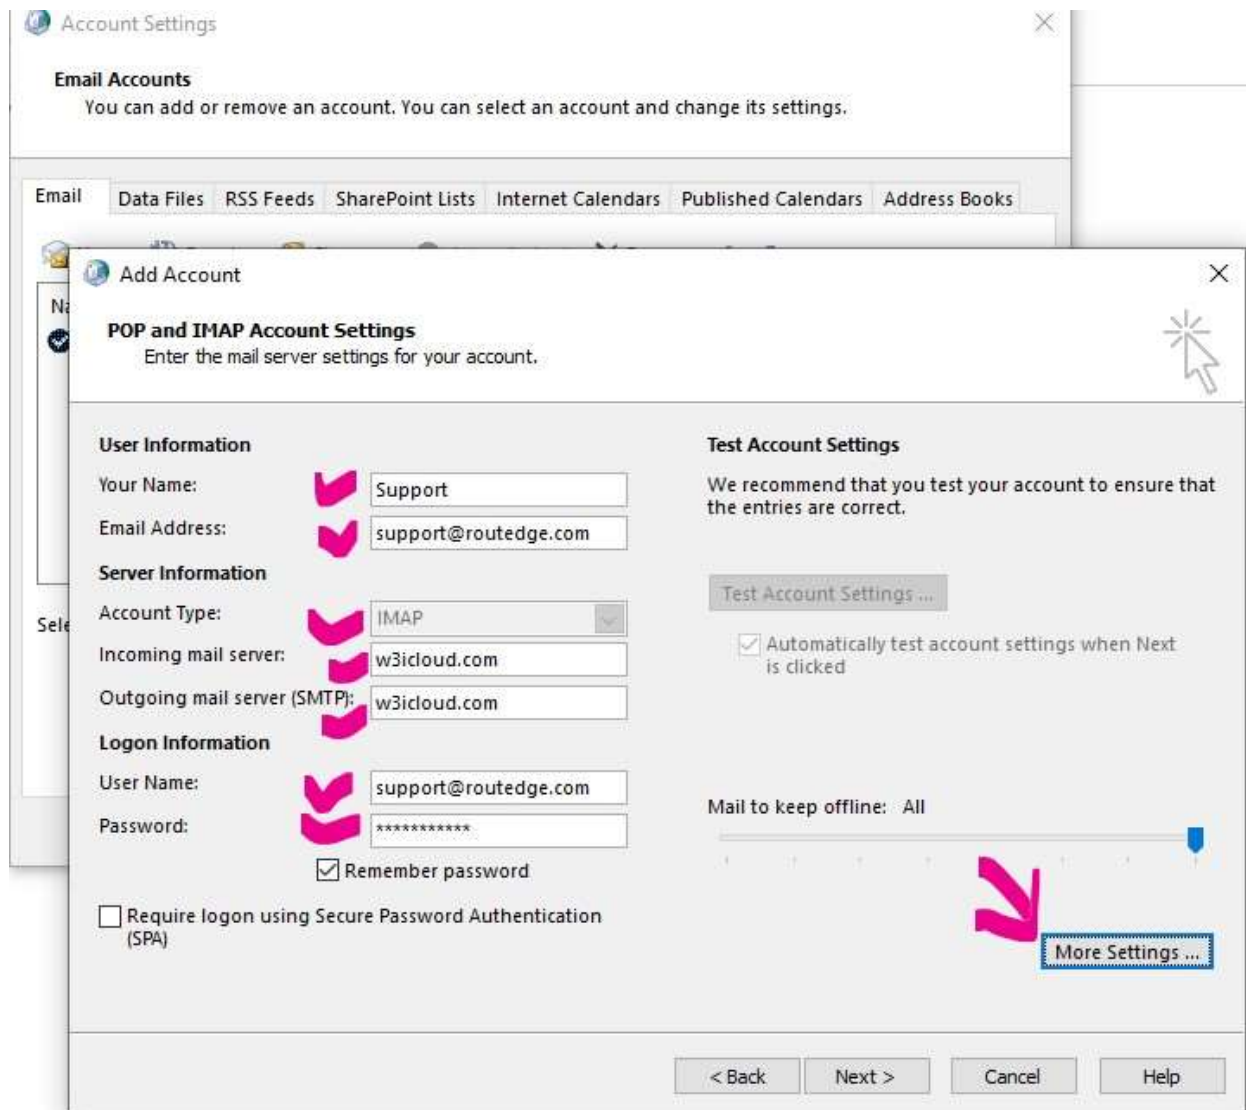 Account Settings
Email Accounts
You can add or remove an account. You can select an account and change its settings.
Email Data Files RSS Feeds SharePoint Lists Internet Calendars Published Calendars Address Books
Add Account
POP and IMAP Account Settings
Enter the mail server settings for your account.
User Information
Your Name: Support
Email Address: support@routedge.com
Server Information
Account Type: IMAP
Incoming mail server: w3icloud.com
Outgoing mail server (SMTP): w3icloud.com
Logon Information
User Name: support@routedge.com
Password: ***********
Remember password
Require logon using Secure Password Authentication
(SPA)
Test Account Settings
We recommend that you test your account to ensure that
the entries are correct.
Test Account Settings ...
Automatically test account settings when Next
is clicked
Mail to keep offline: All
More Settings ...
< Back Next > Cancel Help